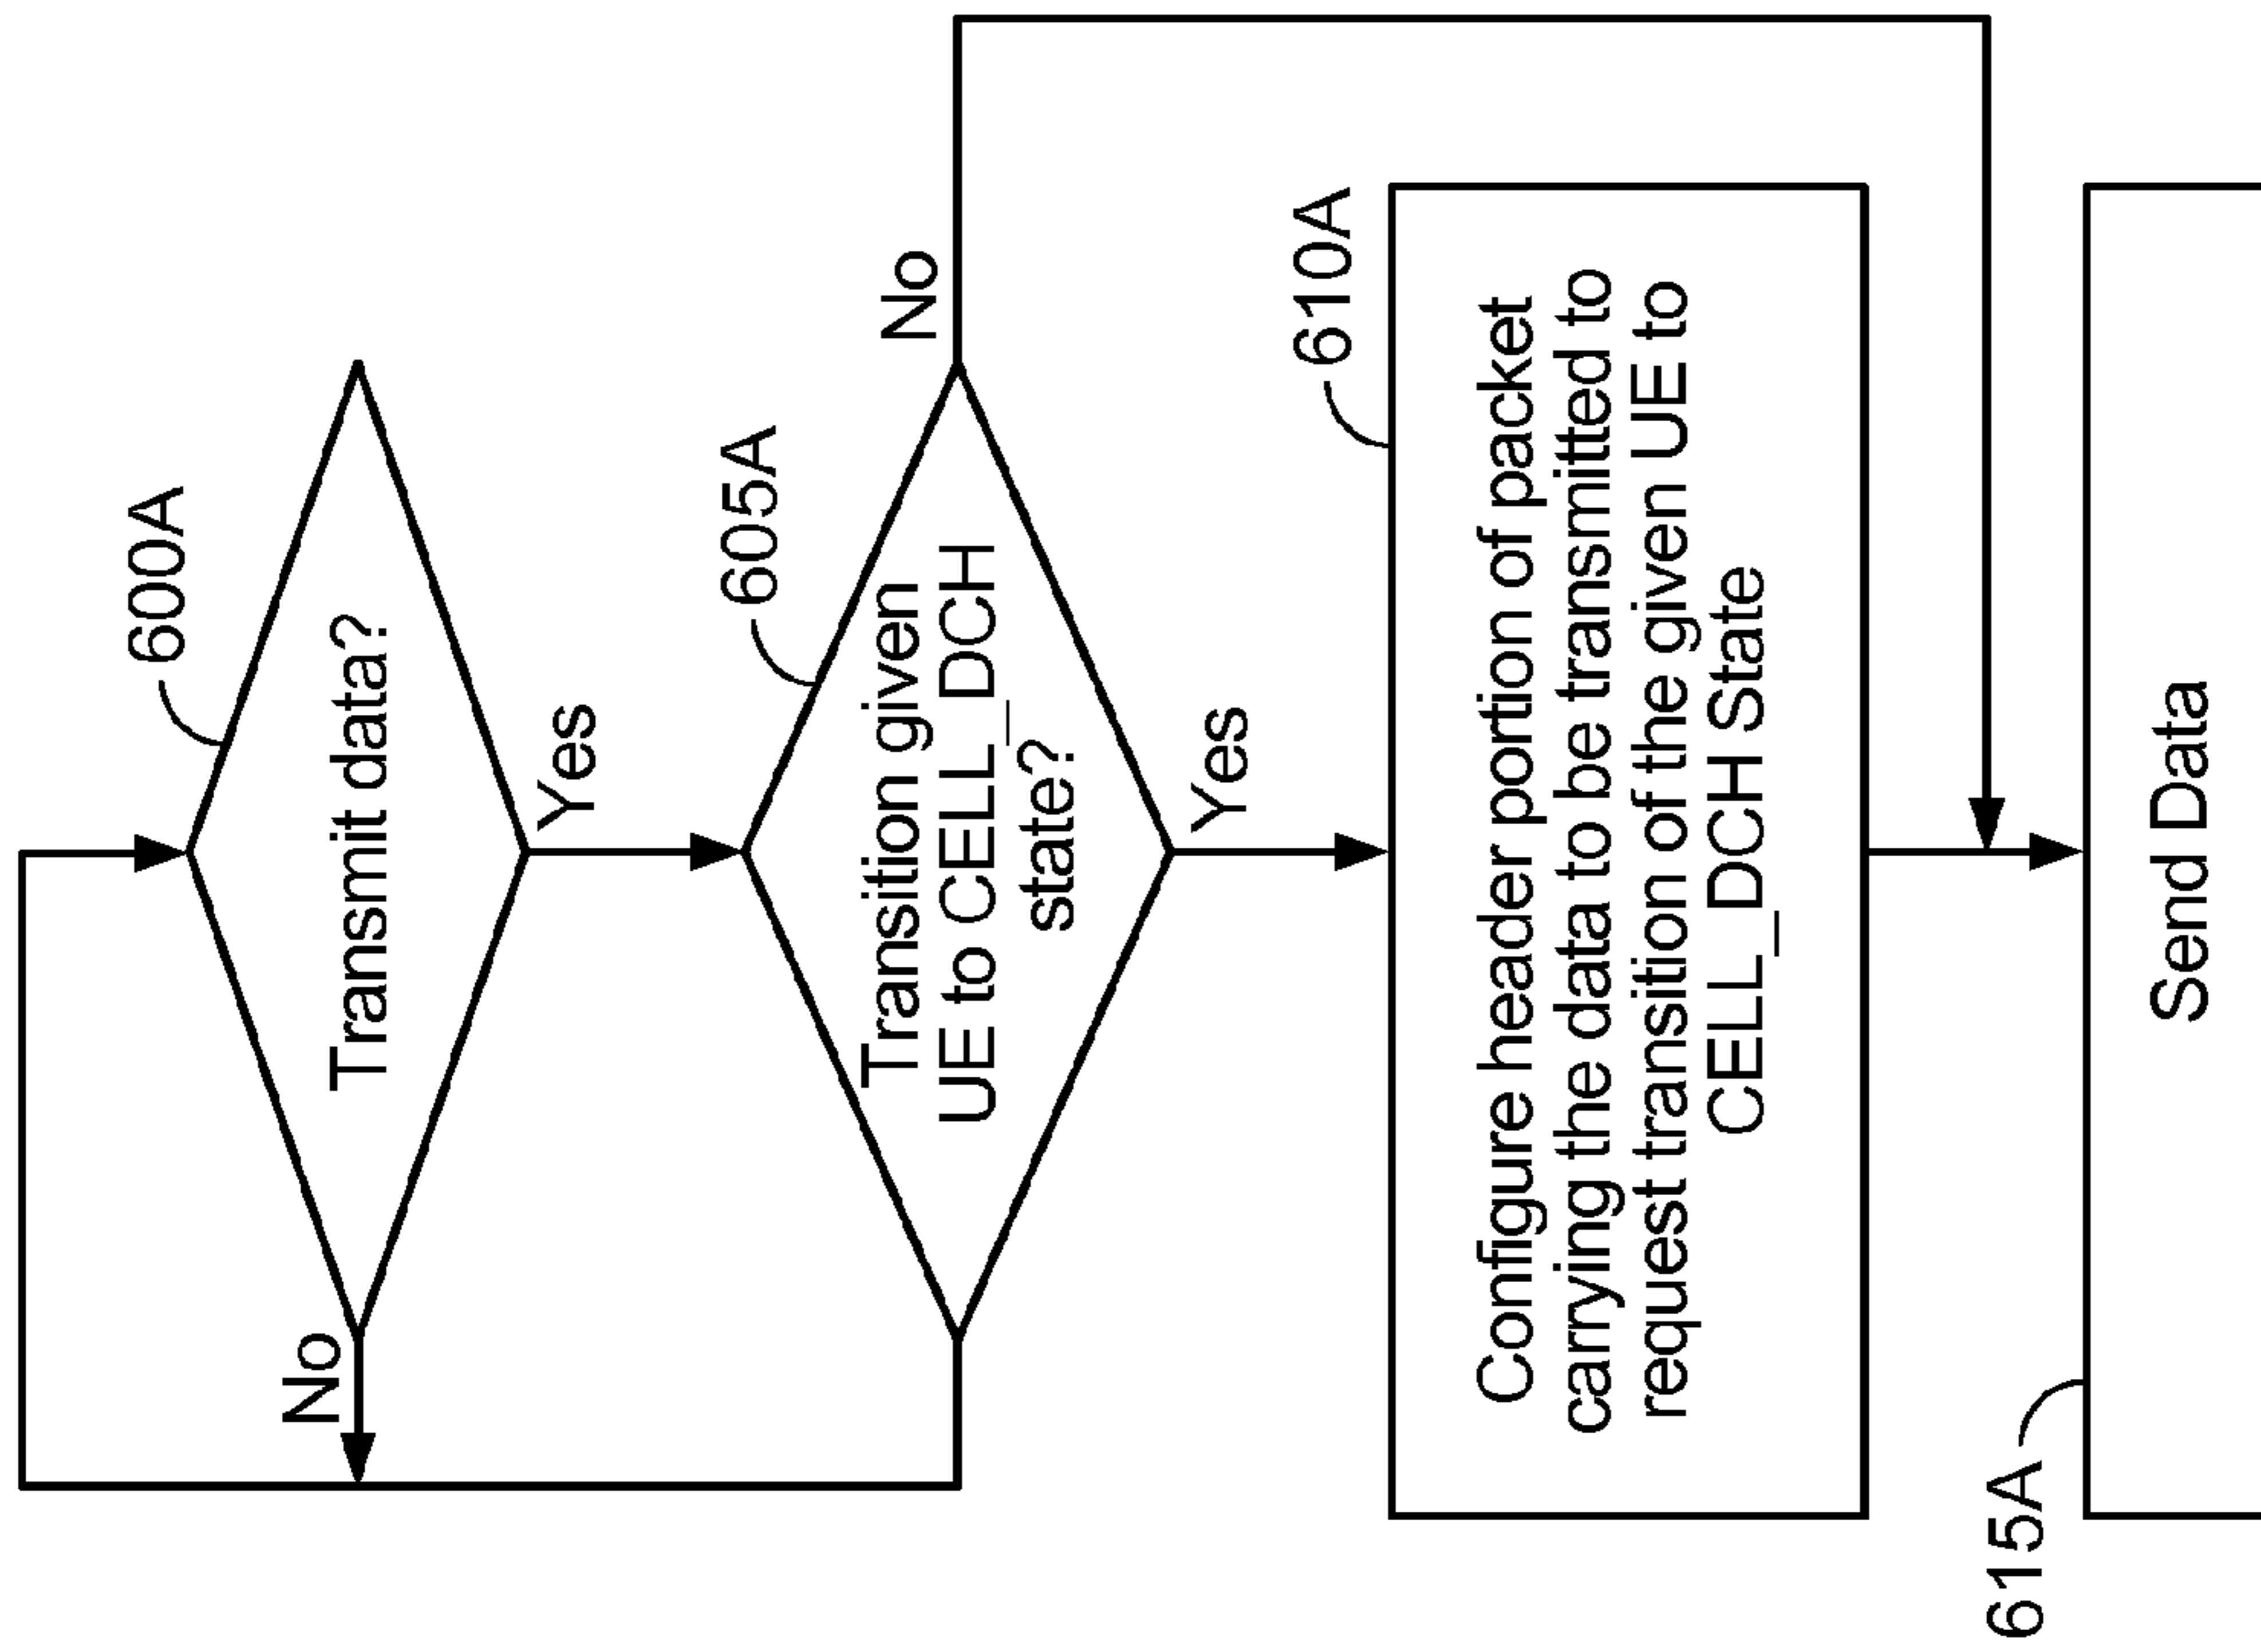 600A
Transmit data?
No
Yes
605A
Transition given
UE to CELL_DCH
state?
No
Yes
610A
Configure header portion of packet
carrying the data to be transmitted to
request transition of the given UE to
CELL_DCH State
615A
Send Data